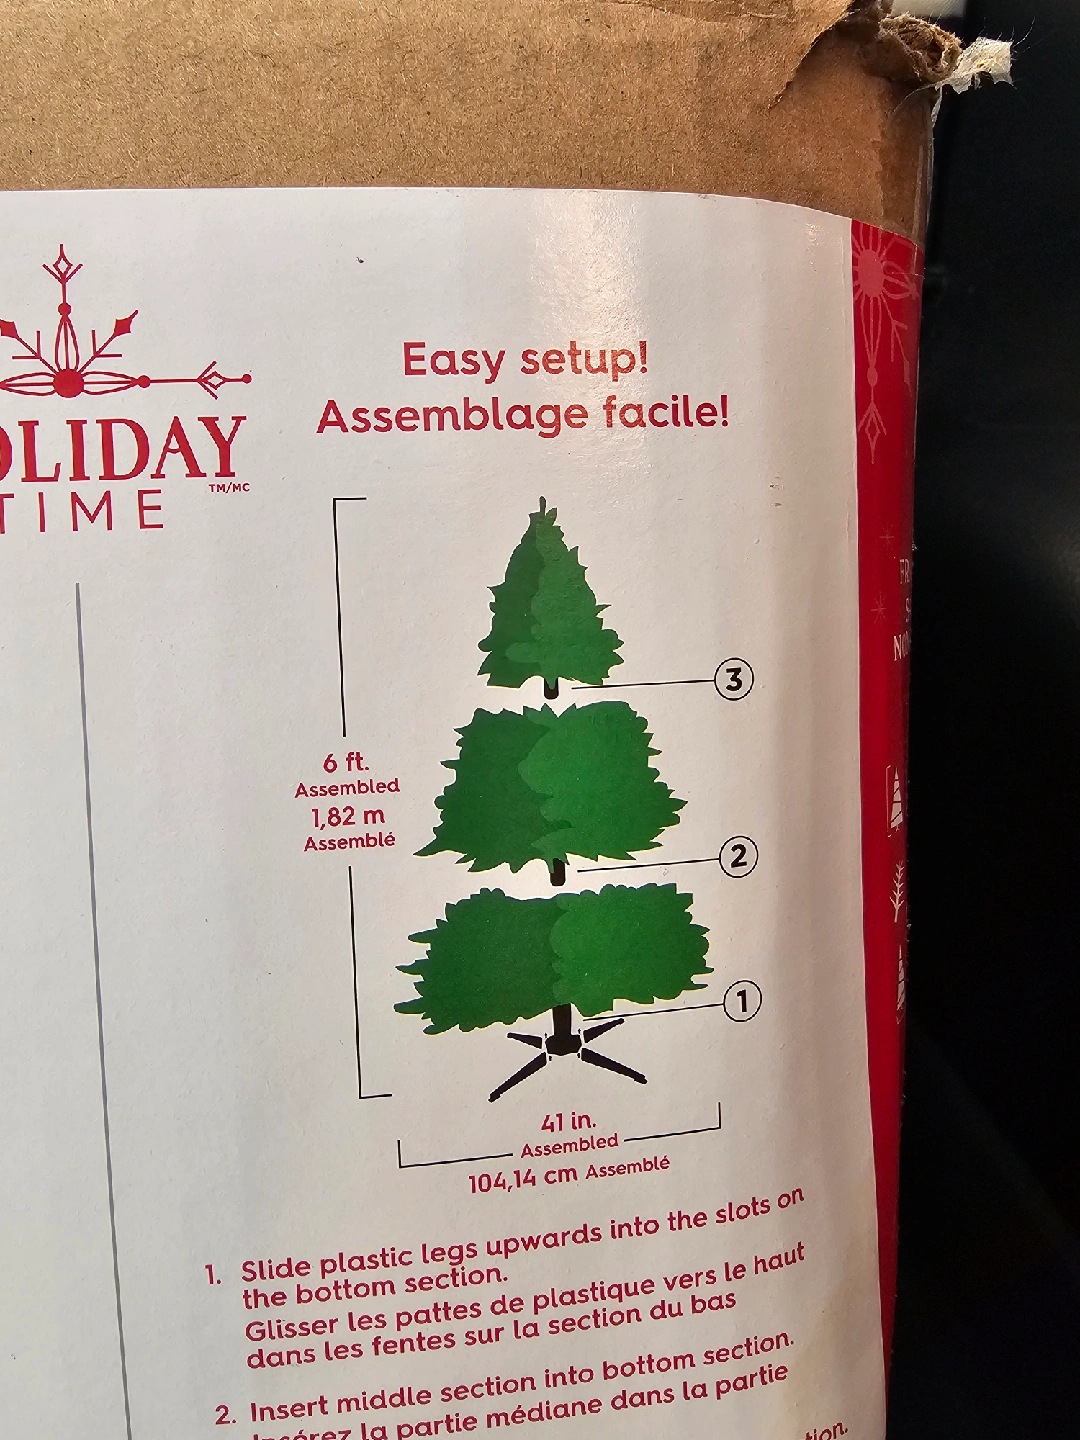 OLIDAY
TIME
TM/MC
Easy setup!
Assemblage facile!
3
6 ft.
Assembled
1,82 m
Assemblé
2
1
41 in.
Assembled
104,14 cm Assemblé
1. Slide plastic legs upwards into the slots on
the bottom section.
Glisser les pattes de plastique vers le haut
dans les fentes sur la section du bas
2. Insert middle section into bottom section.
Insérez la partie médiane dans la partie
tion.